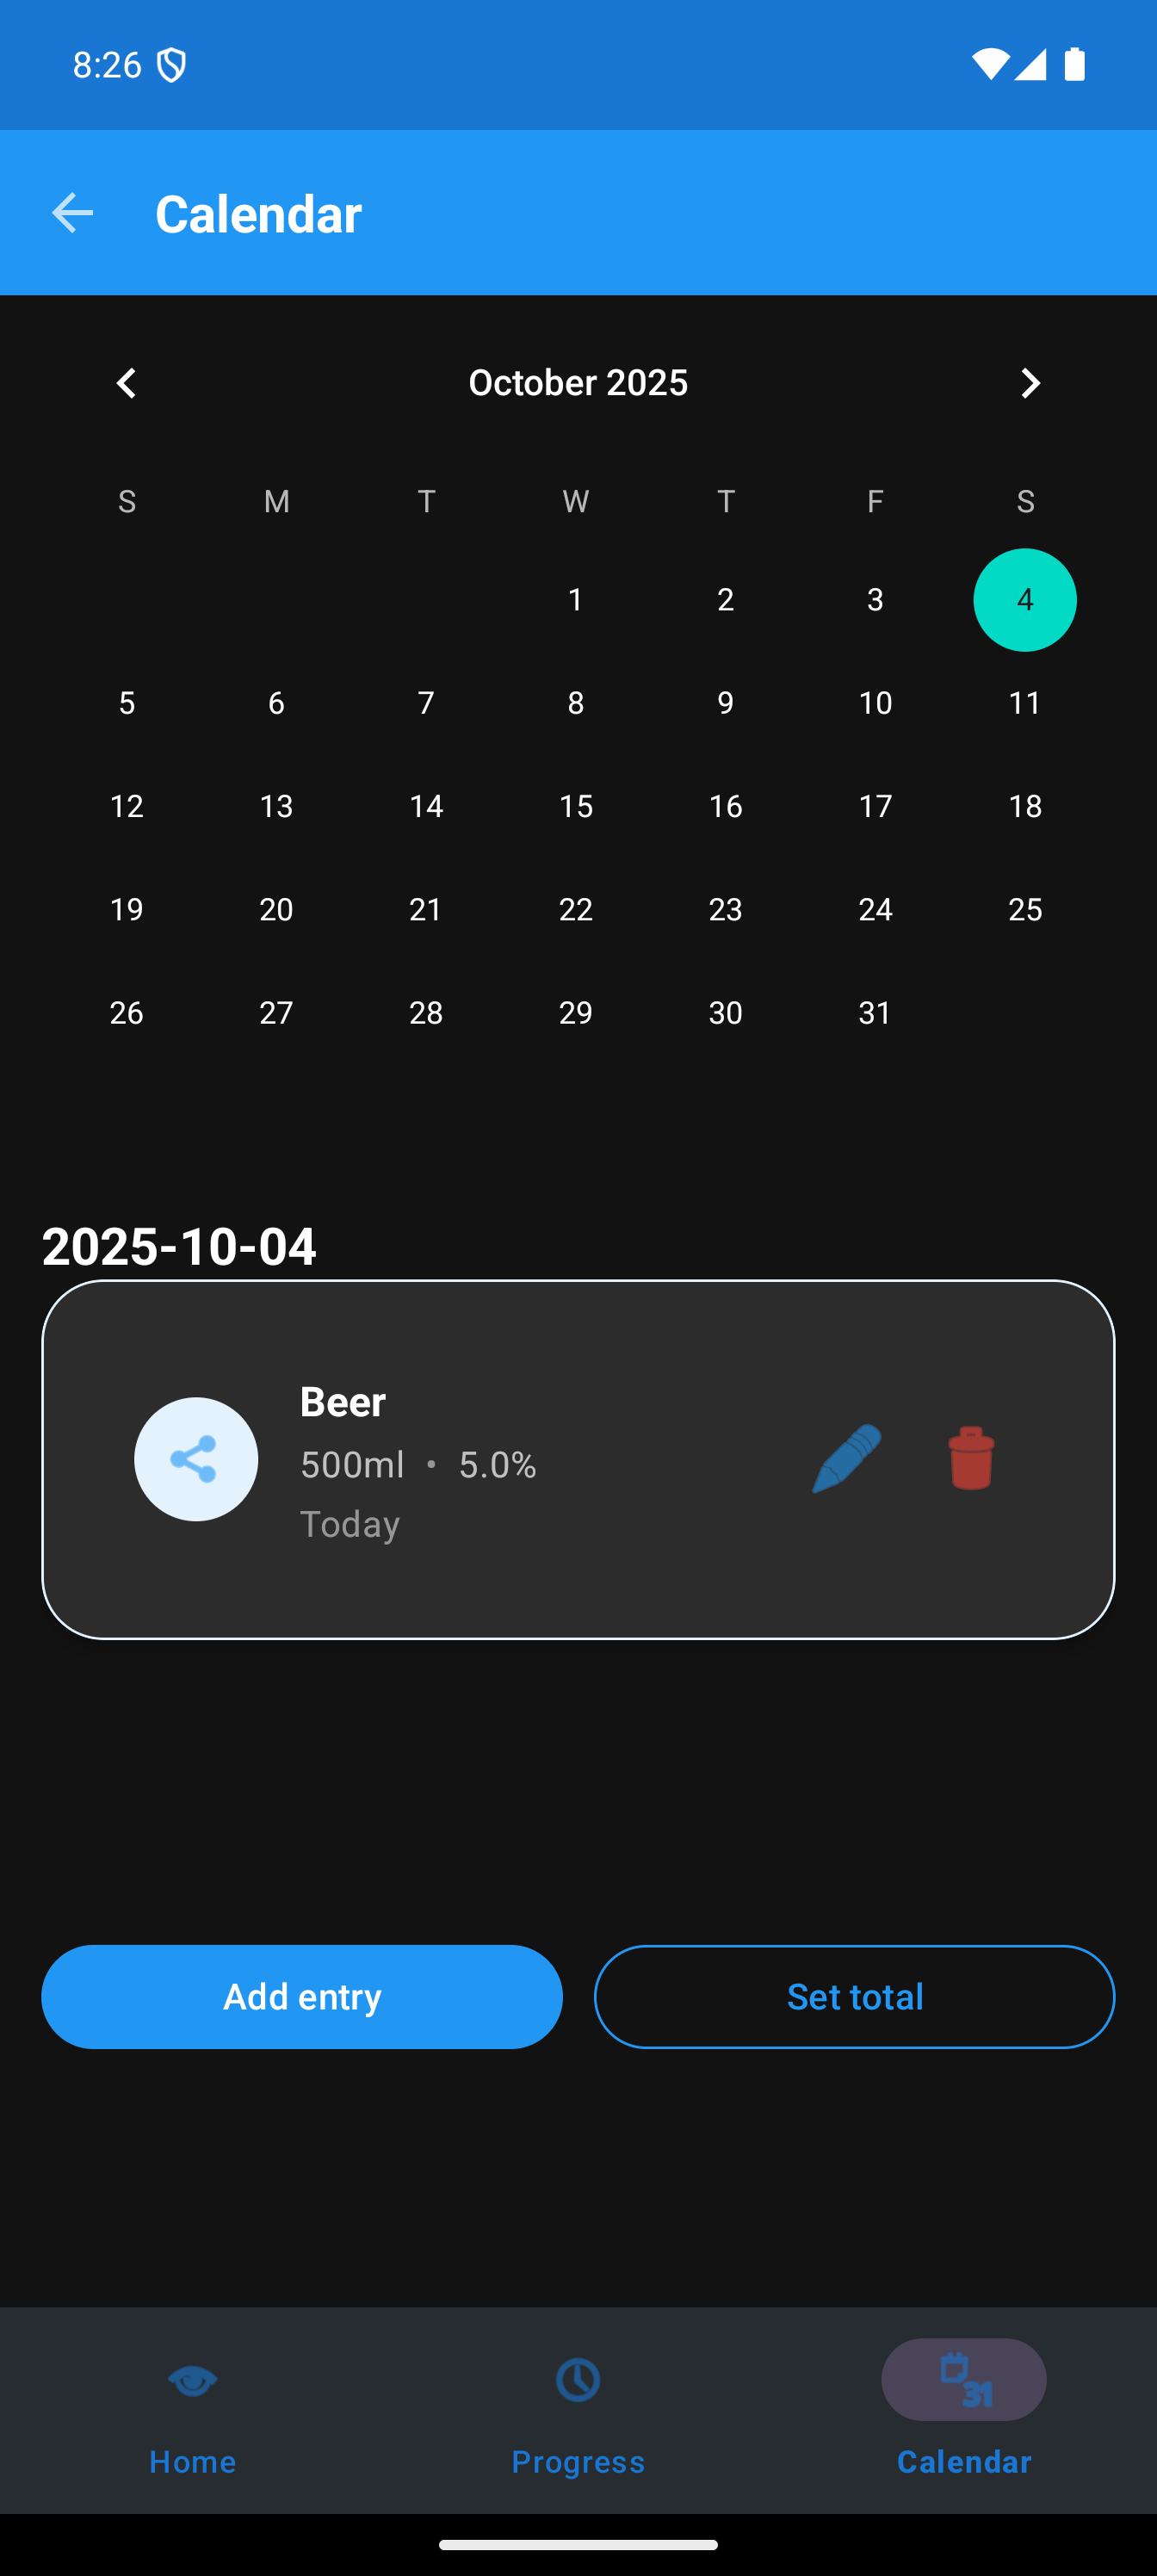 8:26
Calendar
October 2025
S M T W T F S
1 2 3 4
5 6 7 8 9 10 11
12 13 14 15 16 17 18
19 20 21 22 23 24 25
26 27 28 29 30 31
2025-10-04
Beer
500ml • 5.0%
Today
Add entry Set total
31
Home Progress Calendar